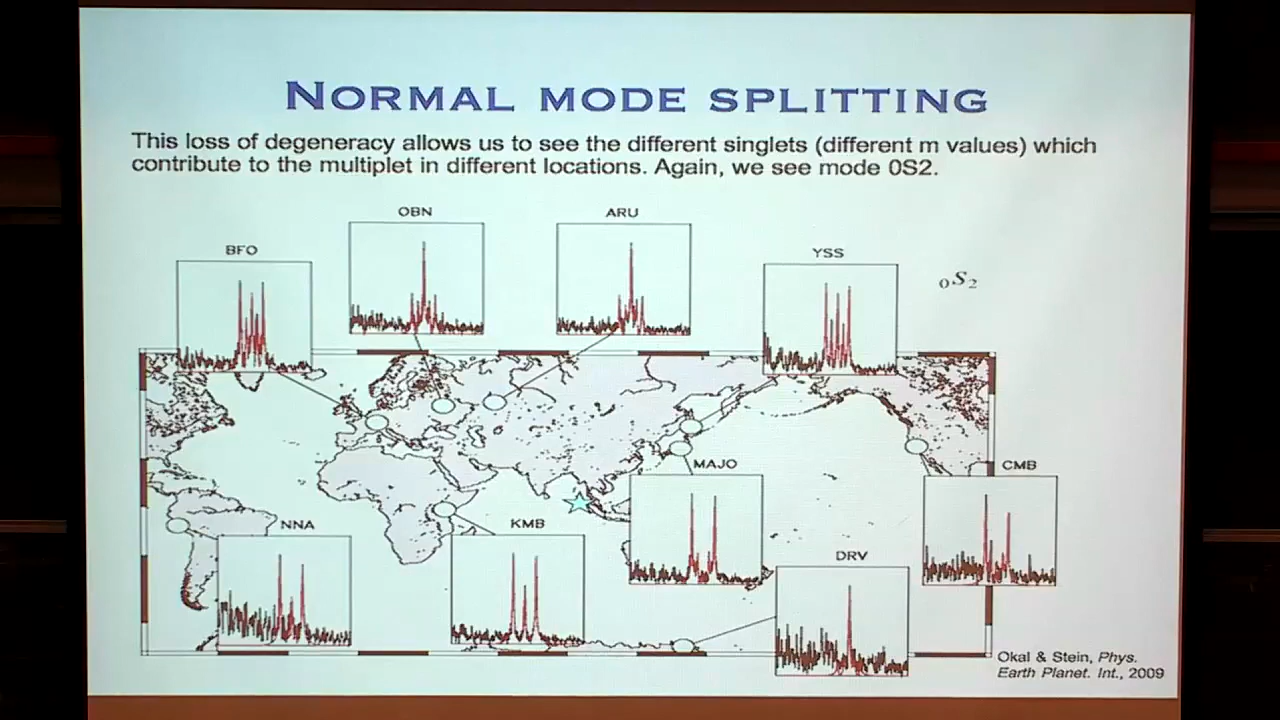 NORMAL MODE SPLITTING
This loss of degeneracy allows us to see the different singlets (different m values) which
contribute to the multiplet in different locations. Again, we see mode 0S2.
OBN
ARU
BFO
YSS
0S2
MAJO
CMB
NNA
KMB
DRV
Okal & Stein, Phys.
Earth Planet. Int., 2009